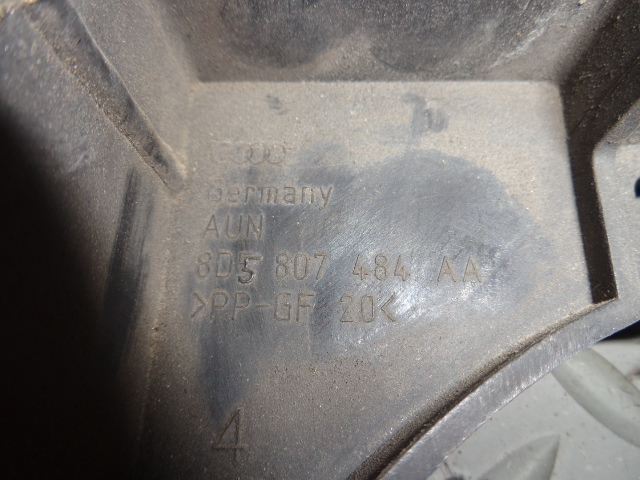 Germany
AUN
8D5 807 484 AA
>PP-GF 20<
4